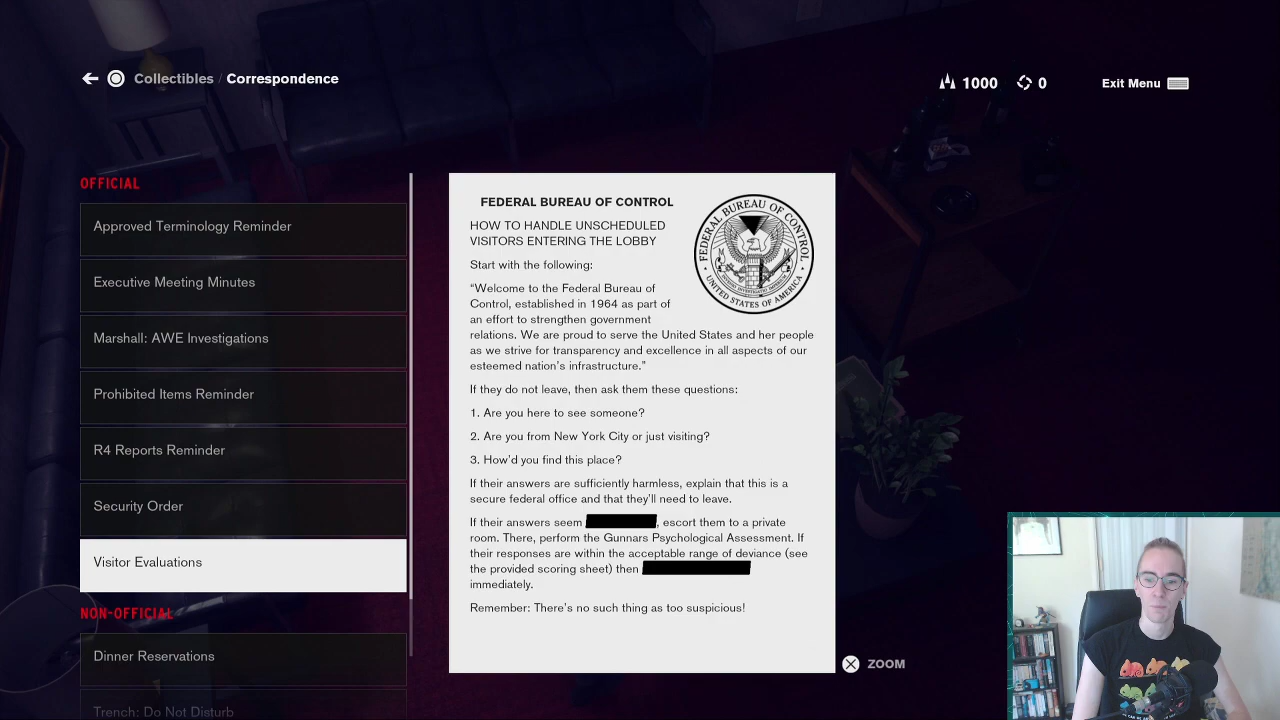 Collectibles / Correspondence
1000
0
Exit Menu
OFFICIAL
Approved Terminology Reminder
Executive Meeting Minutes
Marshall: AWE Investigations
Prohibited Items Reminder
R4 Reports Reminder
Security Order
Visitor Evaluations
NON-OFFICIAL
Dinner Reservations
Trench: Do Not Disturb
FEDERAL BUREAU OF CONTROL
HOW TO HANDLE UNSCHEDULED
VISITORS ENTERING THE LOBBY
Start with the following:
“Welcome to the Federal Bureau of
Control, established in 1964 as part of
an effort to strengthen government
relations. We are proud to serve the United States and her people
as we strive for transparency and excellence in all aspects of our
esteemed nation’s infrastructure.”
If they do not leave, then ask them these questions:
1. Are you here to see someone?
2. Are you from New York City or just visiting?
3. How’d you find this place?
If their answers are sufficiently harmless, explain that this is a
secure federal office and that they’ll need to leave.
If their answers seem , escort them to a private
room. There, perform the Gunnars Psychological Assessment. If
their responses are within the acceptable range of deviance (see
the provided scoring sheet) then
immediately.
Remember: There’s no such thing as too suspicious!
FEDERAL BUREAU OF CONTROL
UNITED STATES OF AMERICA
ZOOM